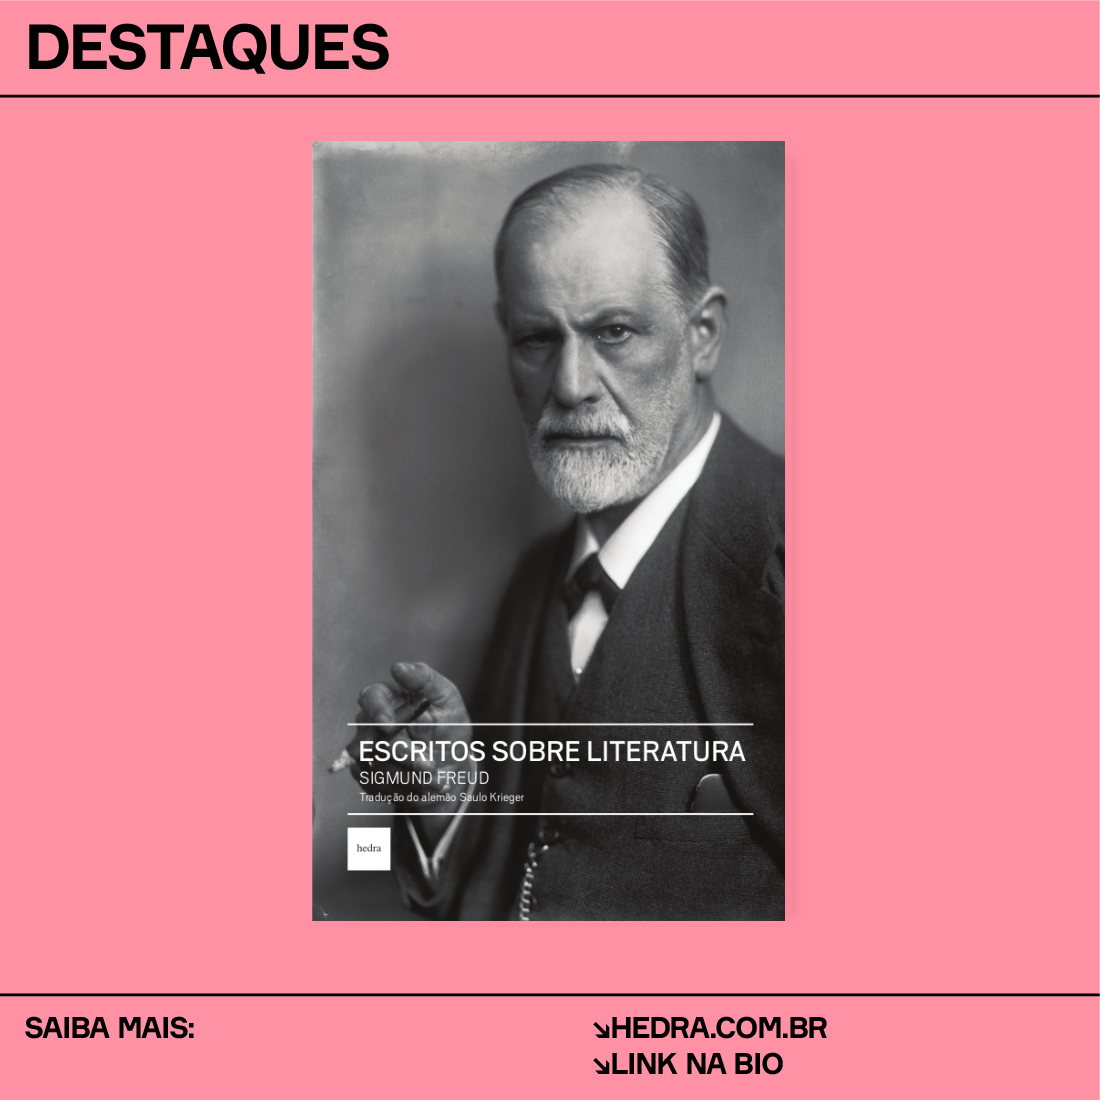 DESTAQUES
ESCRITOS SOBRE LITERATURA
SIGMUND FREUD
Tradução do alemão Saulo Krieger
hedra
SAIBA MAIS:
↘HEDRA.COM.BR
↘LINK NA BIO